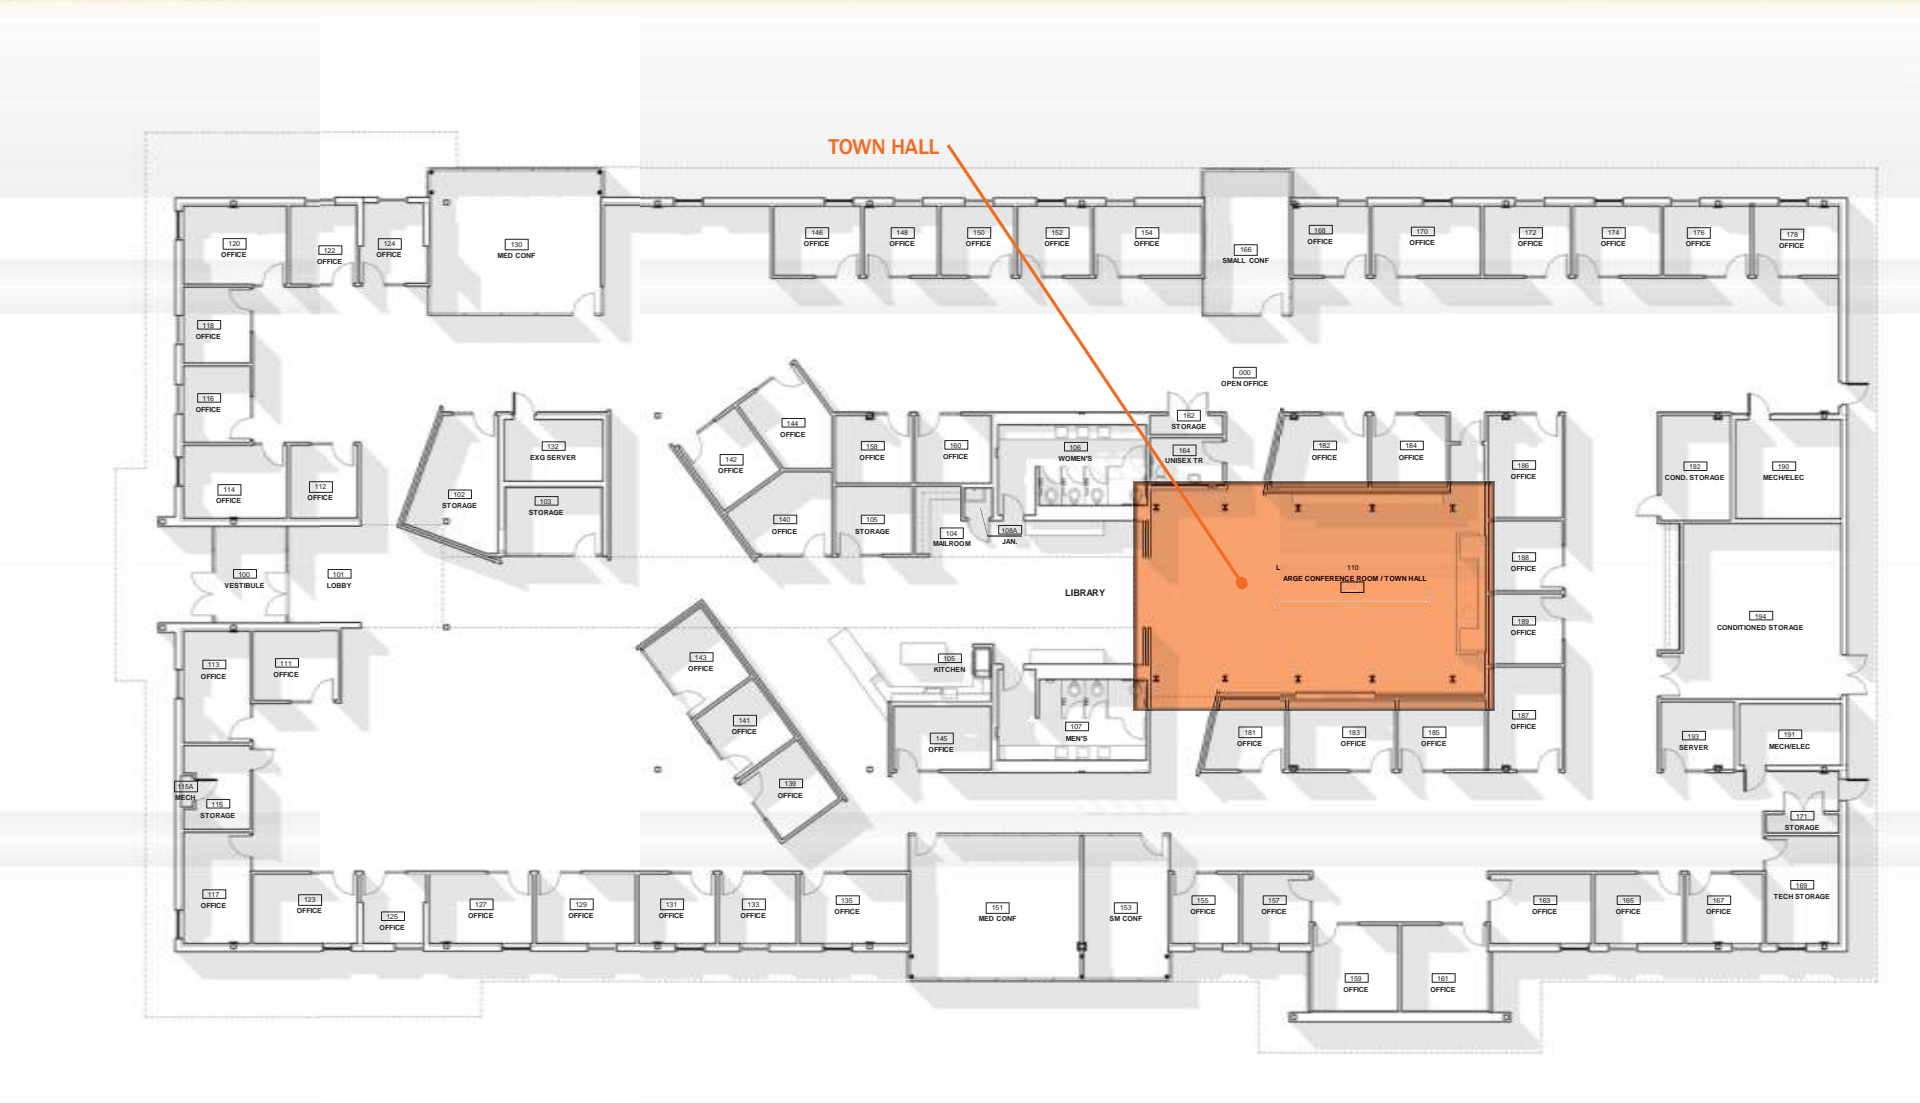 TOWN HALL
120
OFFICE
122
OFFICE
124
OFFICE
130
MED CONF
146
OFFICE
148
OFFICE
150
OFFICE
152
OFFICE
154
OFFICE
166
SMALL CONF
168
OFFICE
170
OFFICE
172
OFFICE
174
OFFICE
176
OFFICE
178
OFFICE
118
OFFICE
116
OFFICE
000
OPEN OFFICE
114
OFFICE
112
OFFICE
102
STORAGE
132
EXG SERVER
103
STORAGE
144
OFFICE
142
OFFICE
140
OFFICE
158
OFFICE
160
OFFICE
105
STORAGE
104
MAILROOM
108A
JAN.
106
WOMEN'S
162
STORAGE
164
UNISEX TR
182
OFFICE
184
OFFICE
186
OFFICE
192
COND. STORAGE
190
MECH/ELEC
100
VESTIBULE
101
LOBBY
LIBRARY
L
110
ARGE CONFERENCE ROOM / TOWN HALL
188
OFFICE
189
OFFICE
194
CONDITIONED STORAGE
113
OFFICE
111
OFFICE
143
OFFICE
141
OFFICE
139
OFFICE
105
KITCHEN
145
OFFICE
107
MEN'S
181
OFFICE
183
OFFICE
185
OFFICE
187
OFFICE
193
SERVER
191
MECH/ELEC
115A
MECH
115
STORAGE
171
STORAGE
117
OFFICE
123
OFFICE
125
OFFICE
127
OFFICE
129
OFFICE
131
OFFICE
133
OFFICE
135
OFFICE
151
MED CONF
153
SM CONF
155
OFFICE
157
OFFICE
163
OFFICE
165
OFFICE
167
OFFICE
169
TECH STORAGE
159
OFFICE
161
OFFICE